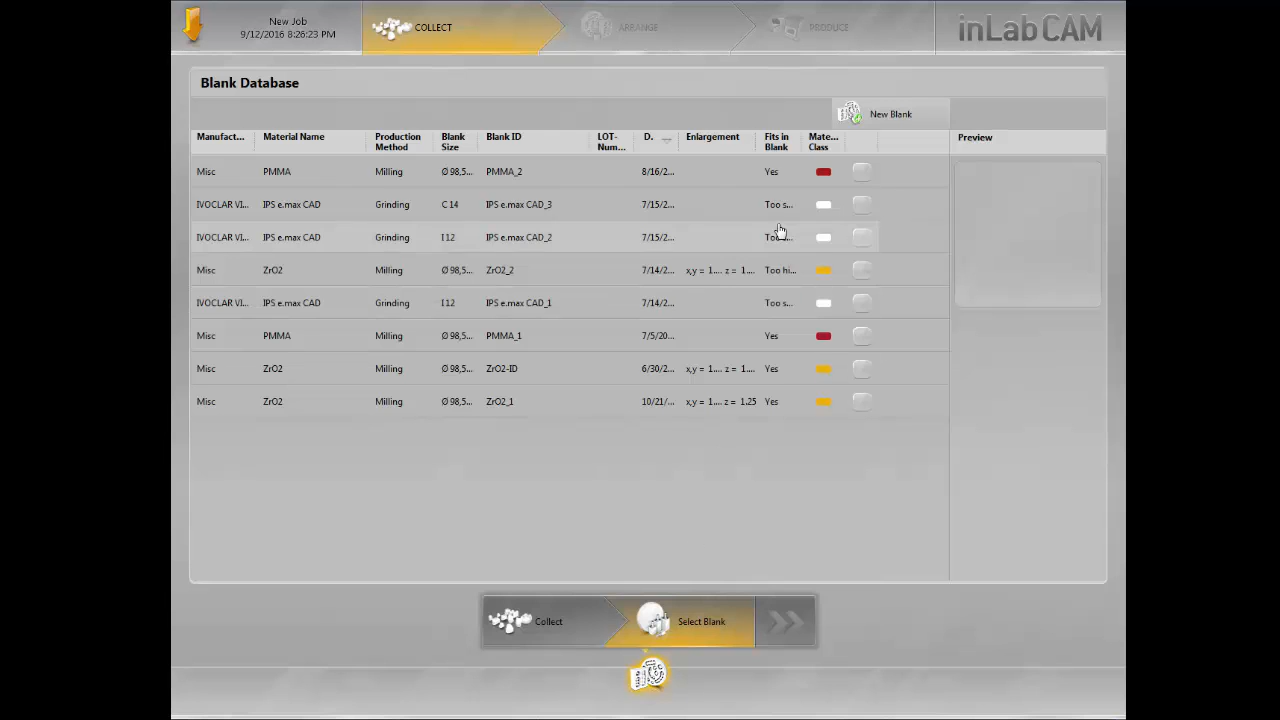 New Job
9/12/2016 8:26:23 PM
COLLECT
ARRANGE
PRODUCE
inLabCAM
Blank Database
New Blank
Manufact... Material Name Production Method Blank Size Blank ID LOT-Num... D. Enlargement Fits in Blank Mate... Class Preview
Misc PMMA Milling Ø 98,5... PMMA_2 8/16/2... Yes
IVOCLAR VI... IPS e.max CAD Grinding C 14 IPS e.max CAD_3 7/15/2... Too s...
IVOCLAR VI... IPS e.max CAD Grinding I 12 IPS e.max CAD_2 7/15/2...
Misc ZrO2 Milling Ø 98,5... ZrO2_2 7/14/2... x,y = 1.... z = 1.... Too hi...
IVOCLAR VI... IPS e.max CAD Grinding I 12 IPS e.max CAD_1 7/14/2... Too s...
Misc PMMA Milling Ø 98,5... PMMA_1 7/5/20... Yes
Misc ZrO2 Milling Ø 98,5... ZrO2-ID 6/30/2... x,y = 1.... z = 1.... Yes
Misc ZrO2 Milling Ø 98,5... ZrO2_1 10/21/... x,y = 1.... z = 1.25 Yes
Collect
Select Blank